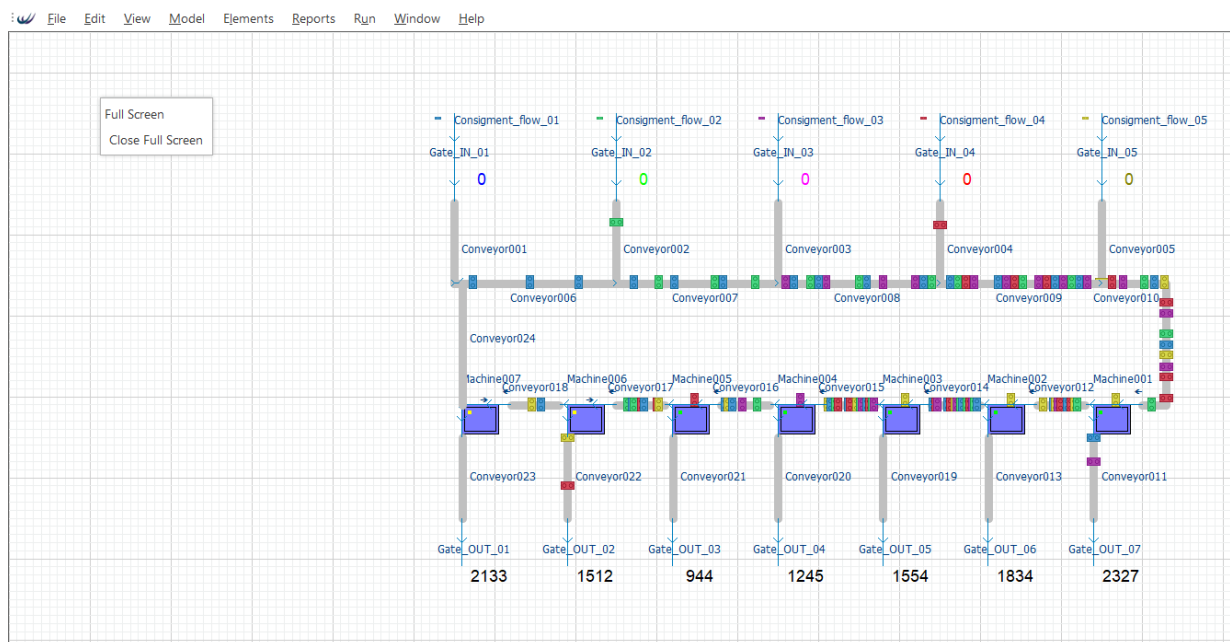 File Edit View Model Elements Reports Run Window Help
Full Screen
Close Full Screen
Consigment_flow_01 Consigment_flow_02 Consigment_flow_03 Consigment_flow_04 Consigment_flow_05
Gate_IN_01 Gate_IN_02 Gate_IN_03 Gate_IN_04 Gate_IN_05
0 0 0 0 0
Conveyor001 Conveyor002 Conveyor003 Conveyor004 Conveyor005
Conveyor006 Conveyor007 Conveyor008 Conveyor009 Conveyor010
Conveyor024
Machine007 Machine006 Machine005 Machine004 Machine003 Machine002 Machine001
Conveyor018 Conveyor017 Conveyor016 Conveyor015 Conveyor014 Conveyor012
Conveyor023 Conveyor022 Conveyor021 Conveyor020 Conveyor019 Conveyor013 Conveyor011
Gate_OUT_01 Gate_OUT_02 Gate_OUT_03 Gate_OUT_04 Gate_OUT_05 Gate_OUT_06 Gate_OUT_07
2133 1512 944 1245 1554 1834 2327